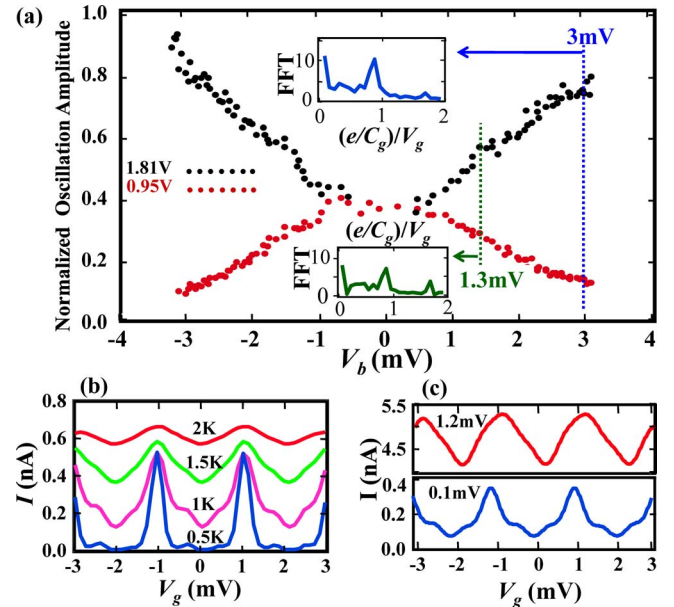 (a)
Normalized Oscillation Amplitude
1.0
0.8
0.6
0.4
0.2
0.0
-4
-3
-2
-1
0
1
2
3
4
V_b (mV)
1.81V
0.95V
FFT
10
5
0
0
1
2
(e/C_g)/V_g
3mV
(e/C_g)/V_g
FFT
10
0
0
1
2
1.3mV
(b)
I (nA)
0.8
0.6
0.4
0.2
0.0
2K
1.5K
1K
0.5K
-3
-2
-1
0
1
2
3
V_g (mV)
(c)
I (nA)
5.5
4.5
1.2mV
0.4
0.2
0
0.1mV
-3
-2
-1
0
1
2
3
V_g (mV)